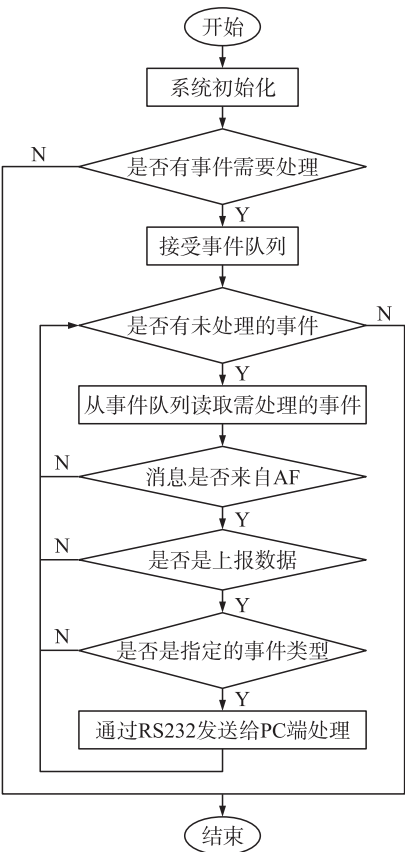 开始
系统初始化
N
是否有事件需要处理
Y
接受事件队列
N
是否有未处理的事件
Y
从事件队列读取需处理的事件
N
消息是否来自AF
Y
N
是否是上报数据
Y
N
是否是指定的事件类型
Y
通过RS232发送给PC端处理
结束